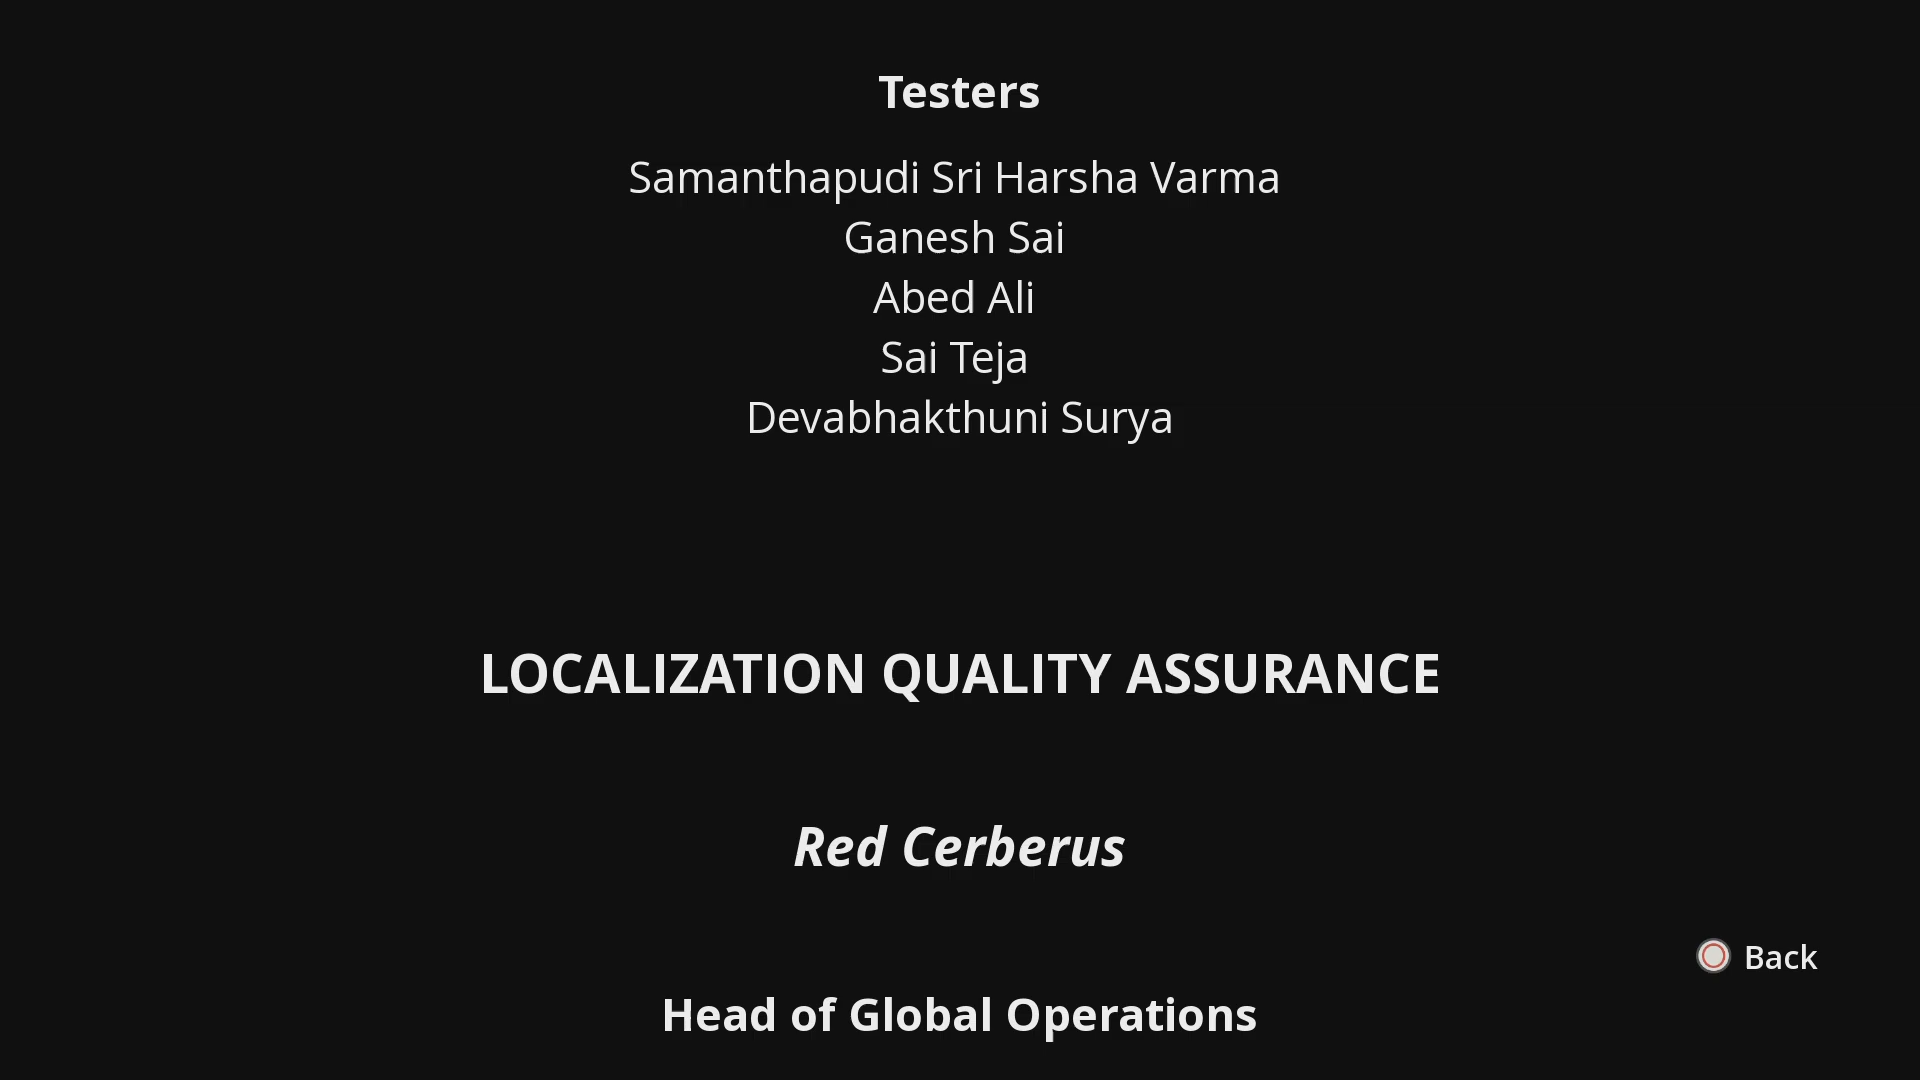 Testers
Samanthapudi Sri Harsha Varma
Ganesh Sai
Abed Ali
Sai Teja
Devabhakthuni Surya
LOCALIZATION QUALITY ASSURANCE
Red Cerberus
Back
Head of Global Operations